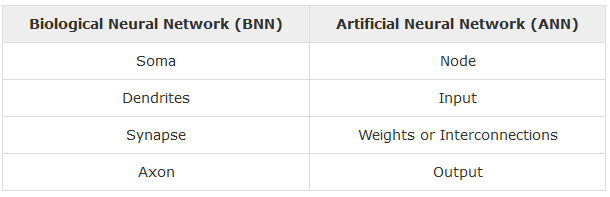 Biological Neural Network (BNN) Artificial Neural Network (ANN)
Soma Node
Dendrites Input
Synapse Weights or Interconnections
Axon Output